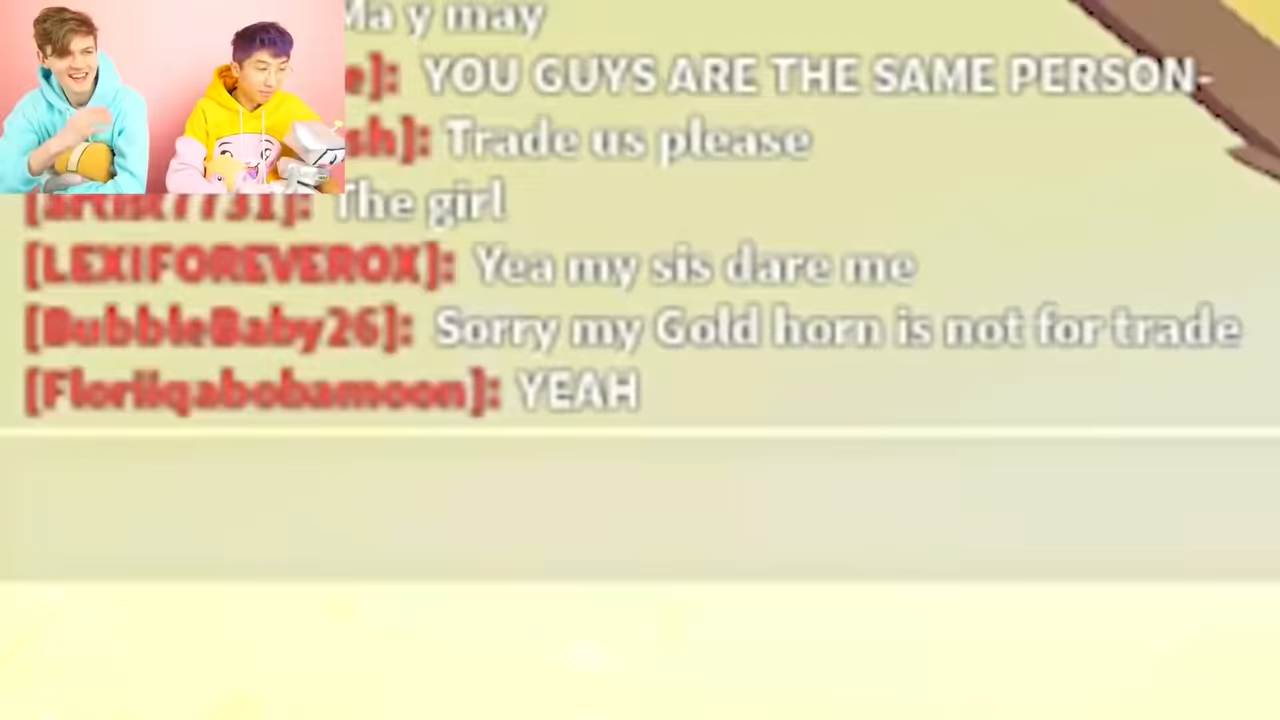 Ma y may
e]: YOU GUYS ARE THE SAME PERSON-
sh]: Trade us please
[artist7731]: The girl
[LEXIFOREVEROX]: Yea my sis dare me
[BubbleBaby26]: Sorry my Gold horn is not for trade
[Floriiqabobamoon]: YEAH